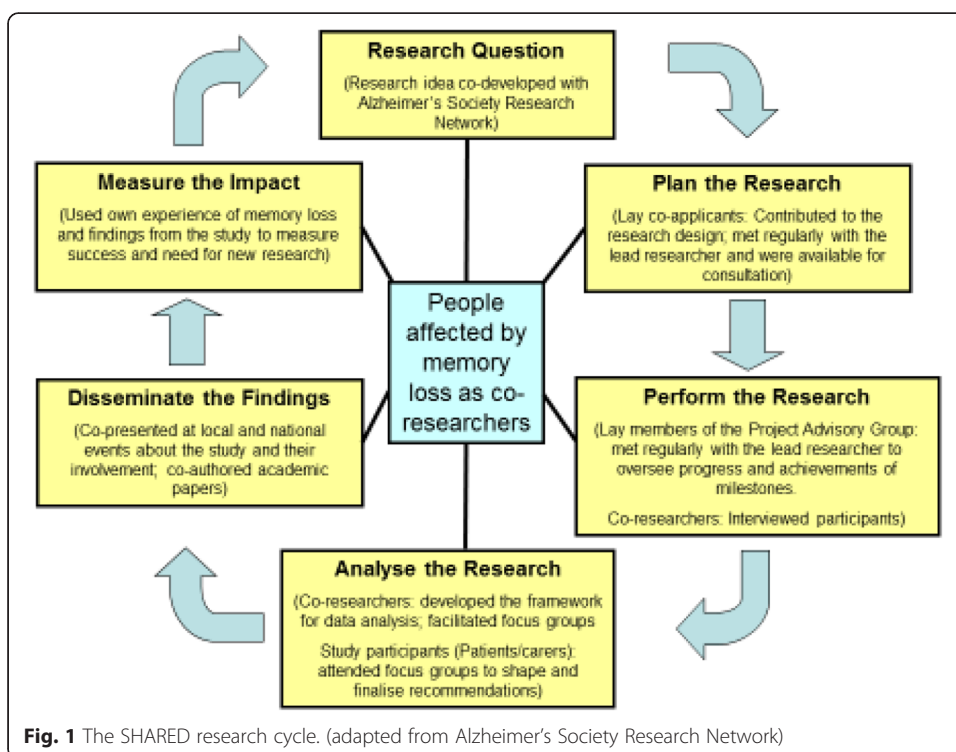 Research Question
(Research idea co-developed with
Alzheimer's Society Research
Network)
Plan the Research
(Lay co-applicants: Contributed to the
research design; met regularly with the
lead researcher and were available for
consultation)
Perform the Research
(Lay members of the Project Advisory Group:
met regularly with the lead researcher to
oversee progress and achievements of
milestones.
Co-researchers: Interviewed participants)
Analyse the Research
(Co-researchers: developed the framework
for data analysis; facilitated focus groups
Study participants (Patients/carers):
attended focus groups to shape and
finalise recommendations)
Disseminate the Findings
(Co-presented at local and national
events about the study and their
involvement; co-authored academic
papers)
Measure the Impact
(Used own experience of memory loss
and findings from the study to measure
success and need for new research)
People
affected by
memory
loss as co-
researchers
Fig. 1 The SHARED research cycle. (adapted from Alzheimer's Society Research Network)